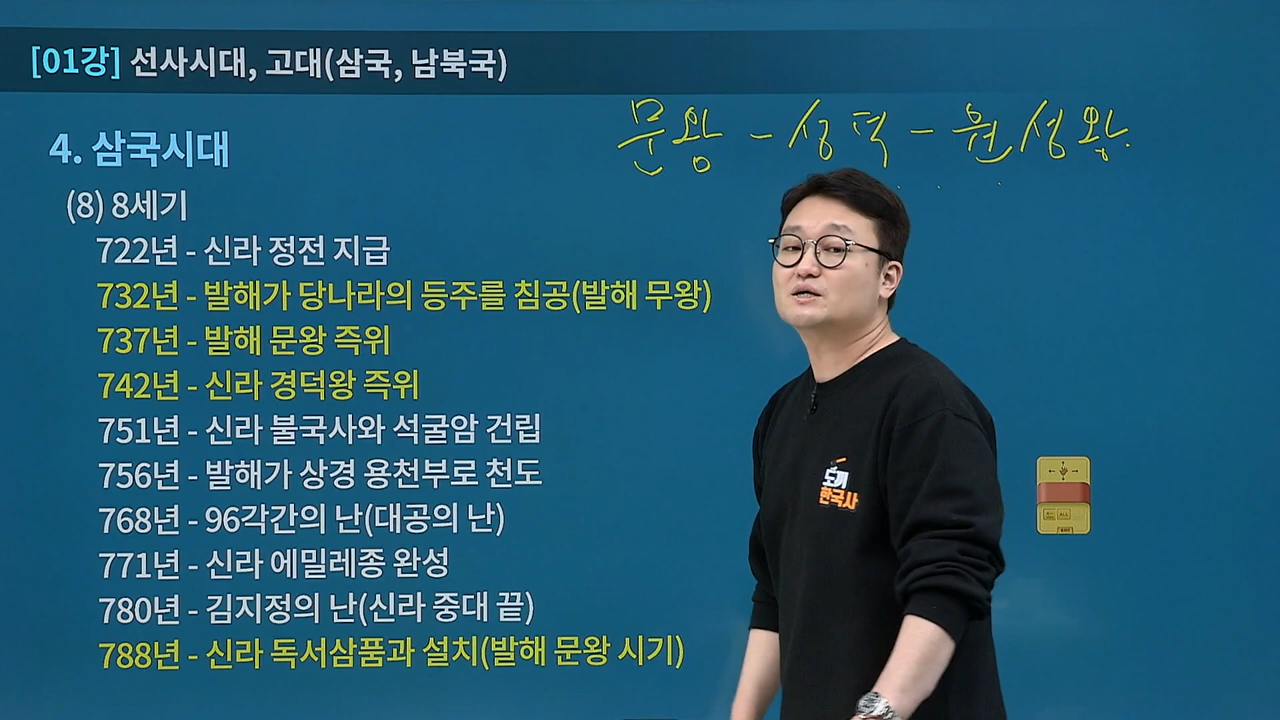 [01강] 선사시대, 고대(삼국, 남북국)
문왕 - 성덕 - 원성왕.
4. 삼국시대
(8) 8세기
722년 - 신라 정전 지급
732년 - 발해가 당나라의 등주를 침공(발해 무왕)
737년 - 발해 문왕 즉위
742년 - 신라 경덕왕 즉위
751년 - 신라 불국사와 석굴암 건립
756년 - 발해가 상경 용천부로 천도
768년 - 96각간의 난(대공의 난)
771년 - 신라 에밀레종 완성
780년 - 김지정의 난(신라 중대 끝)
788년 - 신라 독서삼품과 설치(발해 문왕 시기)
도끼
한국사
ALL